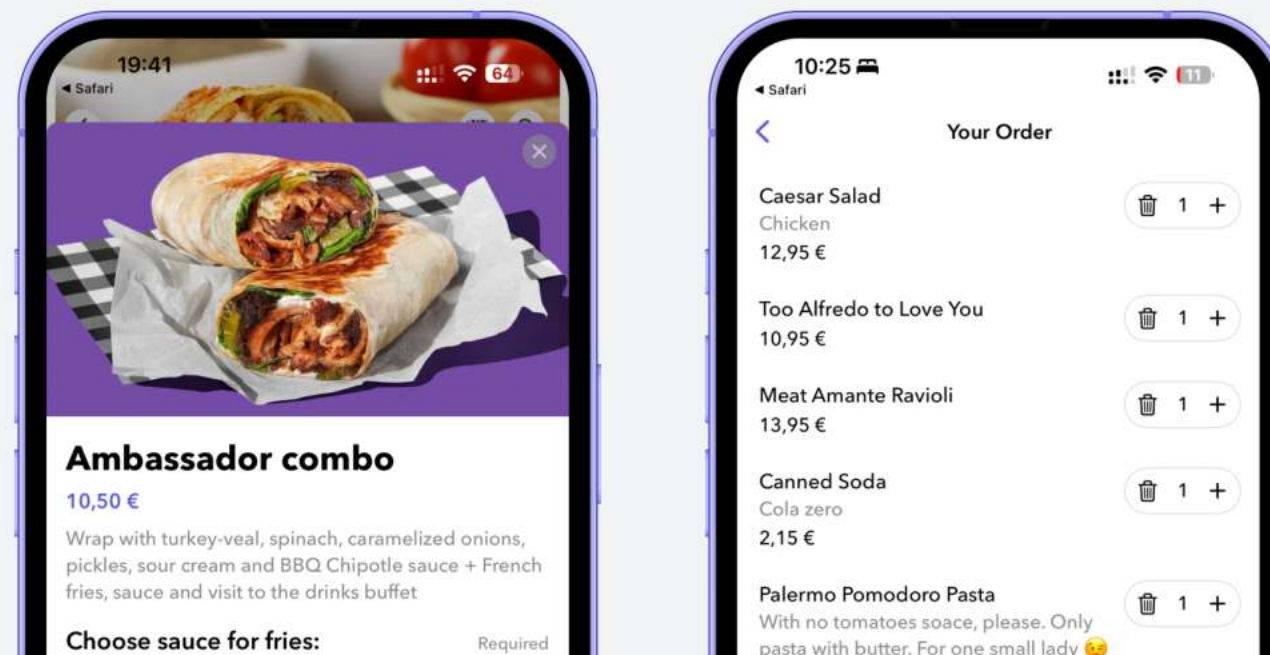 19:41
64
◀ Safari
Ambassador combo
10,50 €
Wrap with turkey-veal, spinach, caramelized onions,
pickles, sour cream and BBQ Chipotle sauce + French
fries, sauce and visit to the drinks buffet
Choose sauce for fries:
Required
10:25
11
◀ Safari
Your Order
Caesar Salad
1
Chicken
12,95 €
Too Alfredo to Love You
1
10,95 €
Meat Amante Ravioli
1
13,95 €
Canned Soda
1
Cola zero
2,15 €
Palermo Pomodoro Pasta
1
With no tomatoes soace, please. Only
pasta with butter. For one small lady 😉